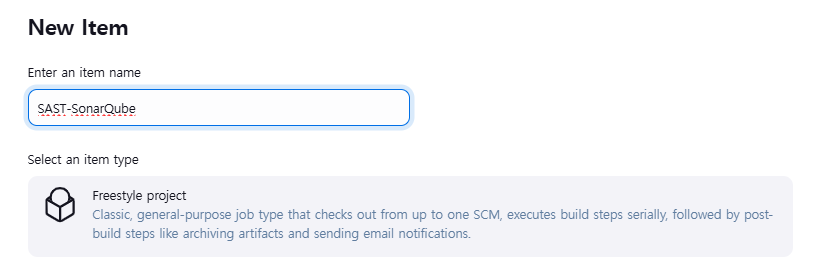 New Item
Enter an item name
SAST-SonarQube
Select an item type
Freestyle project
Classic, general-purpose job type that checks out from up to one SCM, executes build steps serially, followed by post-
build steps like archiving artifacts and sending email notifications.